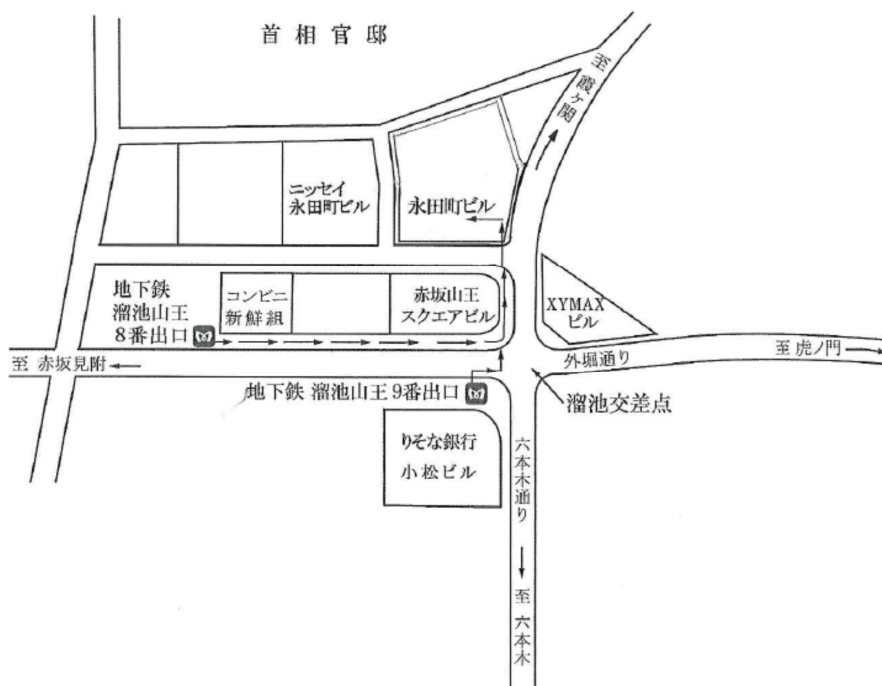 首相官邸
至 霞ヶ関
ニッセイ
永田町ビル
永田町ビル
地下鉄
溜池山王
8番出口
コンビニ
新鮮組
赤坂山王
スクエアビル
XYMAX
ビル
至 赤坂見附
外堀通り
至 虎ノ門
地下鉄 溜池山王 9番出口
溜池交差点
りそな銀行
小松ビル
六本木通り
至 六本木